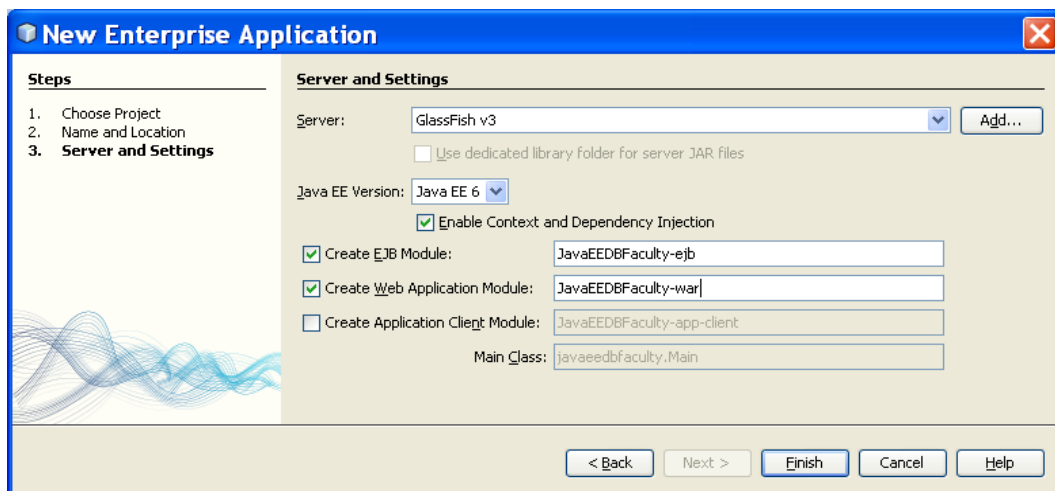 New Enterprise Application
Steps
1. Choose Project
2. Name and Location
3. Server and Settings
Server and Settings
Server: GlassFish v3 Add...
Use dedicated library folder for server JAR files
Java EE Version: Java EE 6
Enable Context and Dependency Injection
Create EJB Module: JavaEEDBFaculty-ejb
Create Web Application Module: JavaEEDBFaculty-war
Create Application Client Module: JavaEEDBFaculty-app-client
Main Class: javaeedbfaculty.Main
< Back Next > Finish Cancel Help